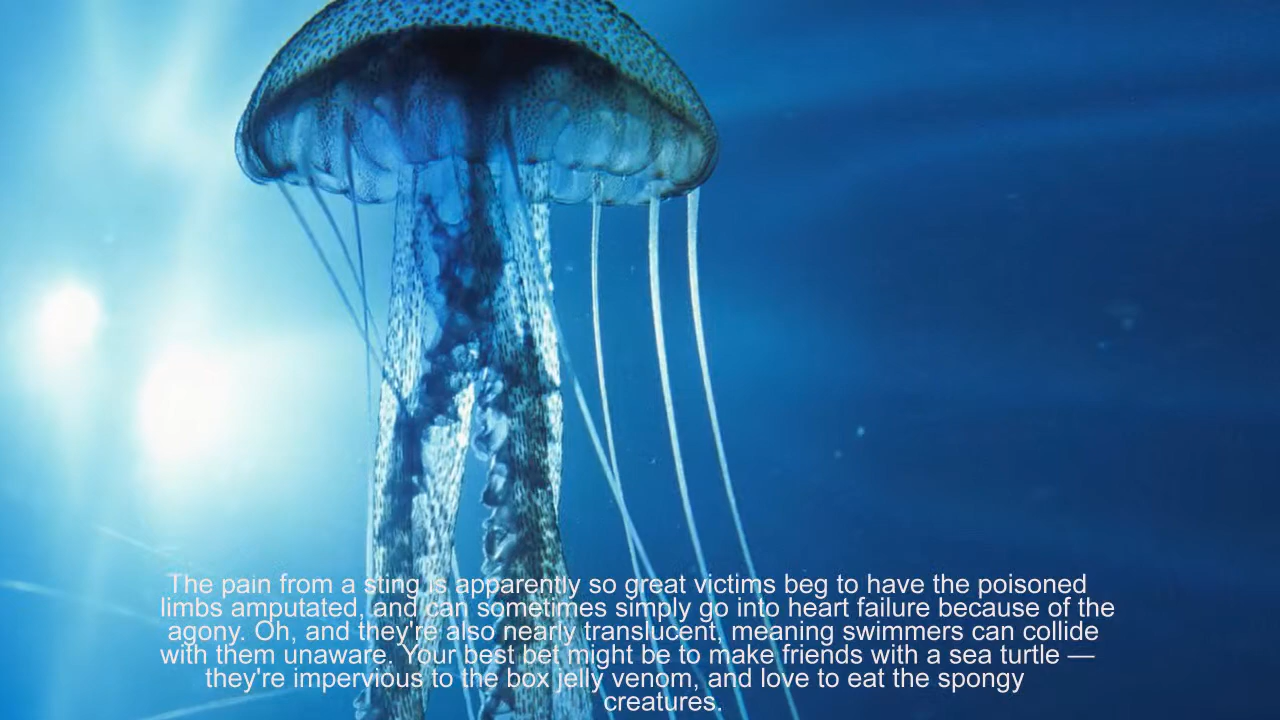 The pain from a sting is apparently so great victims beg to have the poisoned
limbs amputated, and can sometimes simply go into heart failure because of the
agony. Oh, and they're also nearly translucent, meaning swimmers can collide
with them unaware. Your best bet might be to make friends with a sea turtle —
they're impervious to the box jelly venom, and love to eat the spongy
creatures.